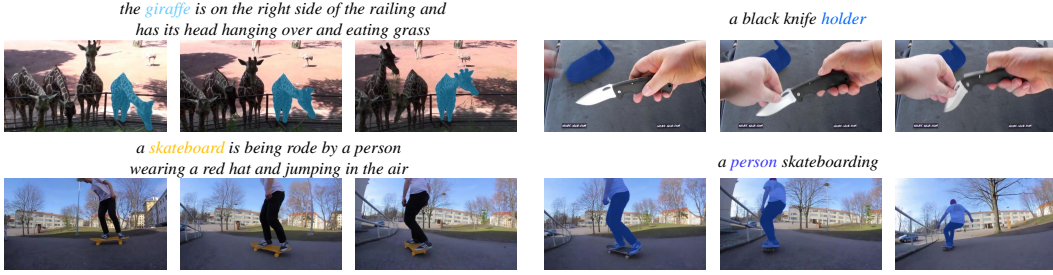 the giraffe is on the right side of the railing and
has its head hanging over and eating grass
a black knife holder
a skateboard is being rode by a person
wearing a red hat and jumping in the air
a person skateboarding